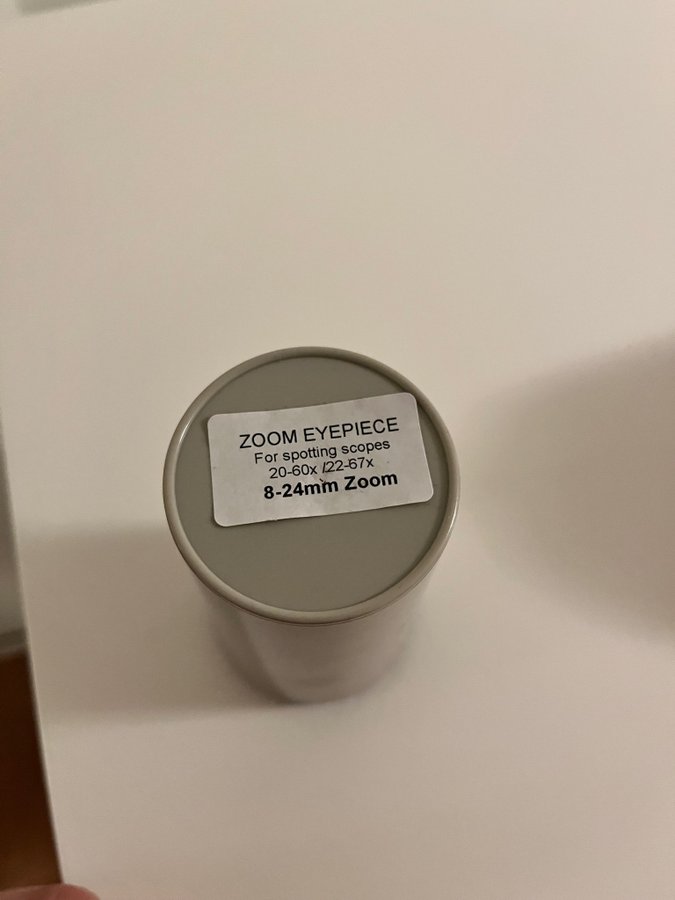 ZOOM EYEPIECE
For spotting scopes
20-60x /22-67x
8-24mm Zoom